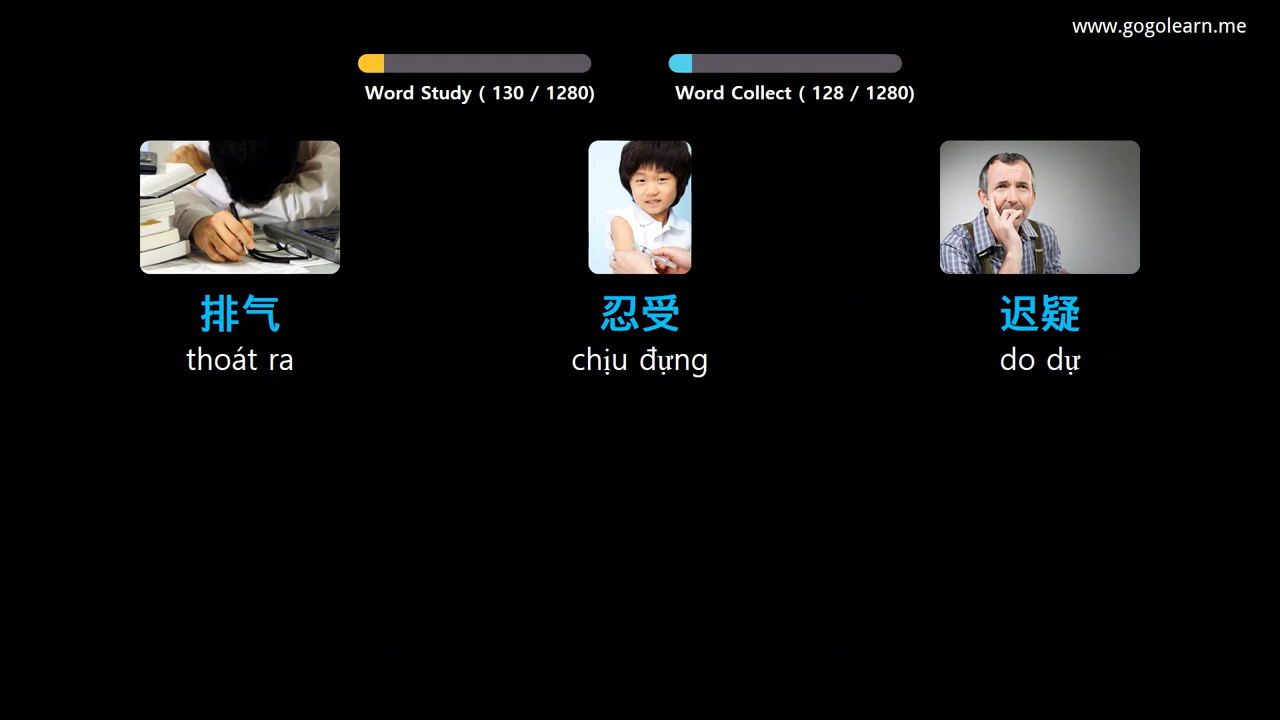 www.gogolearn.me
Word Study ( 130 / 1280)
Word Collect ( 128 / 1280)
排气
thoát ra
忍受
chịu đựng
迟疑
do dự